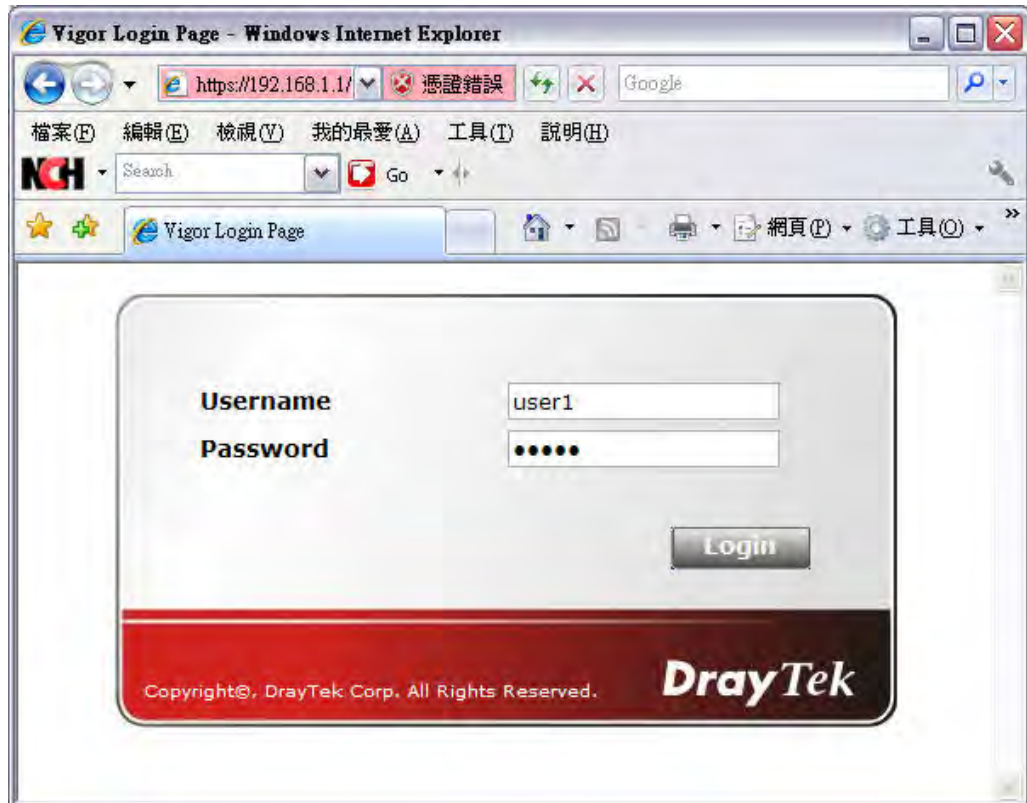 Vigor Login Page - Windows Internet Explorer
https://192.168.1.1/ 憑證錯誤 Google
檔案(F) 編輯(E) 檢視(V) 我的最愛(A) 工具(T) 說明(H)
NCH Search Go
Vigor Login Page 網頁(P) 工具(O) »
Username user1
Password •••••
Login
Copyright©, DrayTek Corp. All Rights Reserved. DrayTek